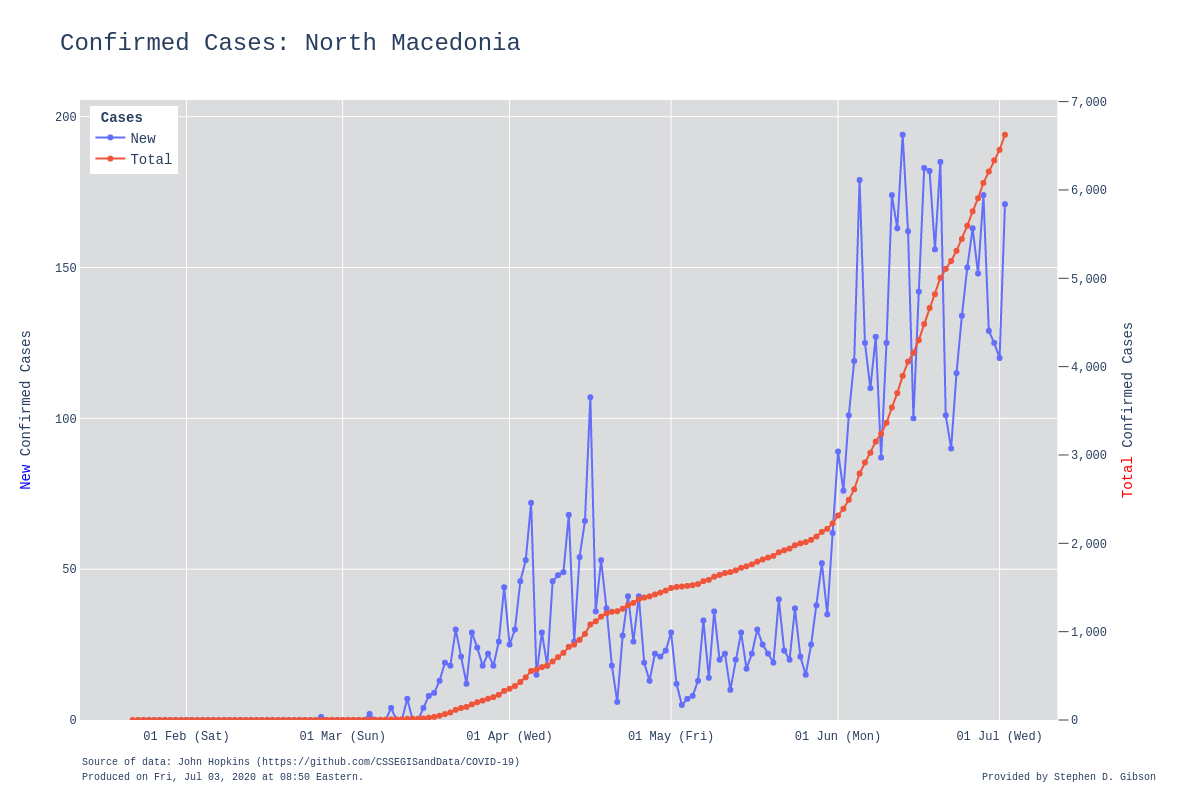 Confirmed Cases: North Macedonia
Cases
New
Total
200
150
100
50
0
7,000
6,000
5,000
4,000
3,000
2,000
1,000
0
New Confirmed Cases
Total Confirmed Cases
01 Feb (Sat)
01 Mar (Sun)
01 Apr (Wed)
01 May (Fri)
01 Jun (Mon)
01 Jul (Wed)
Source of data: John Hopkins (https://github.com/CSSEGISandData/COVID-19)
Produced on Fri, Jul 03, 2020 at 08:50 Eastern.
Provided by Stephen D. Gibson